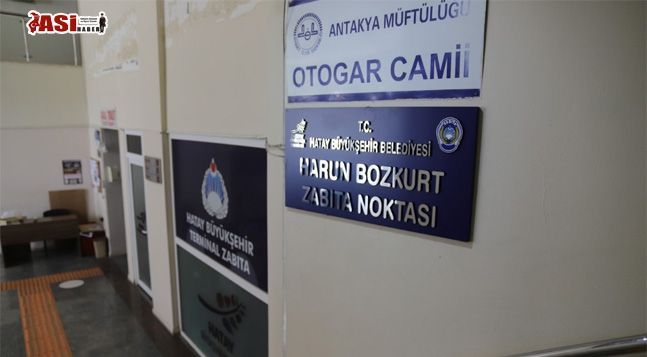 ASİ
HABER
ANTAKYA MÜFTÜLÜĞÜ
OTOGAR CAMİİ
T.C.
HATAY BÜYÜKŞEHİR BELEDİYESİ
HARUN BOZKURT
ZABITA NOKTASI
HATAY BÜYÜKŞEHİR
TERMİNAL ZABITA
HATAY